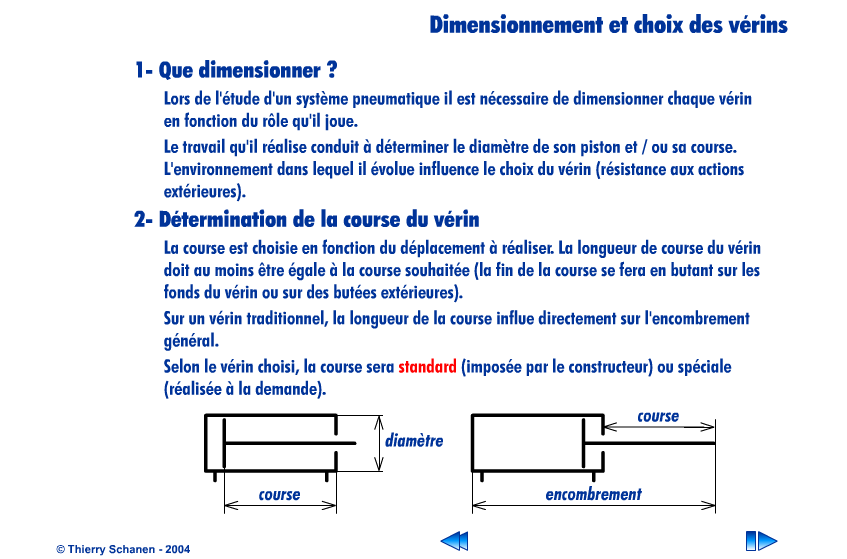 Dimensionnement et choix des vérins
1- Que dimensionner ?
Lors de l'étude d'un système pneumatique il est nécessaire de dimensionner chaque vérin
en fonction du rôle qu'il joue.
Le travail qu'il réalise conduit à déterminer le diamètre de son piston et / ou sa course.
L'environnement dans lequel il évolue influence le choix du vérin (résistance aux actions
extérieures).
2- Détermination de la course du vérin
La course est choisie en fonction du déplacement à réaliser. La longueur de course du vérin
doit au moins être égale à la course souhaitée (la fin de la course se fera en butant sur les
fonds du vérin ou sur des butées extérieures).
Sur un vérin traditionnel, la longueur de la course influe directement sur l'encombrement
général.
Selon le vérin choisi, la course sera standard (imposée par le constructeur) ou spéciale
(réalisée à la demande).
course
diamètre
course
encombrement
© Thierry Schanen - 2004